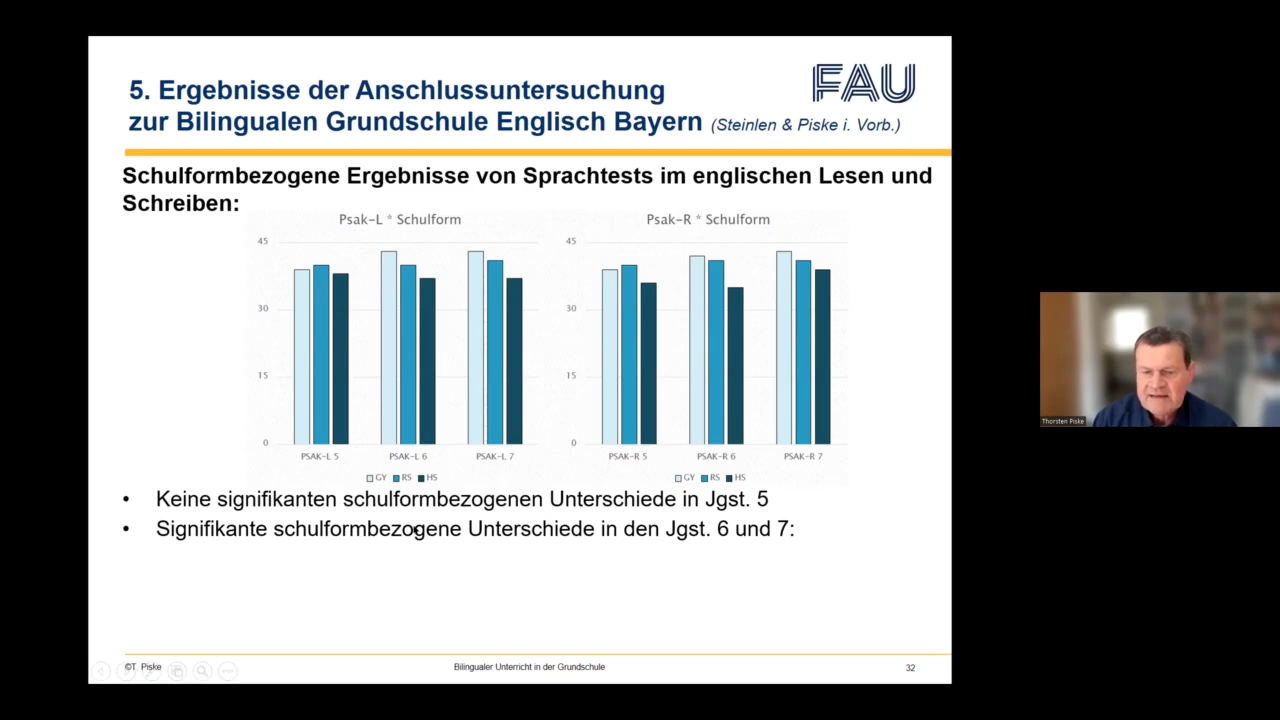 5. Ergebnisse der Anschlussuntersuchung
zur Bilingualen Grundschule Englisch Bayern (Steinlen & Piske i. Vorb.)
FAU
Schulformbezogene Ergebnisse von Sprachtests im englischen Lesen und
Schreiben:
Psak-L * Schulform
45
30
15
0
PSAK-L 5 PSAK-L 6 PSAK-L 7
GY RS HS
Psak-R * Schulform
45
30
15
0
PSAK-R 5 PSAK-R 6 PSAK-R 7
GY RS HS
• Keine signifikanten schulformbezogenen Unterschiede in Jgst. 5
• Signifikante schulformbezogene Unterschiede in den Jgst. 6 und 7:
©T. Piske
Bilingualer Unterricht in der Grundschule
32
Thorsten Piske